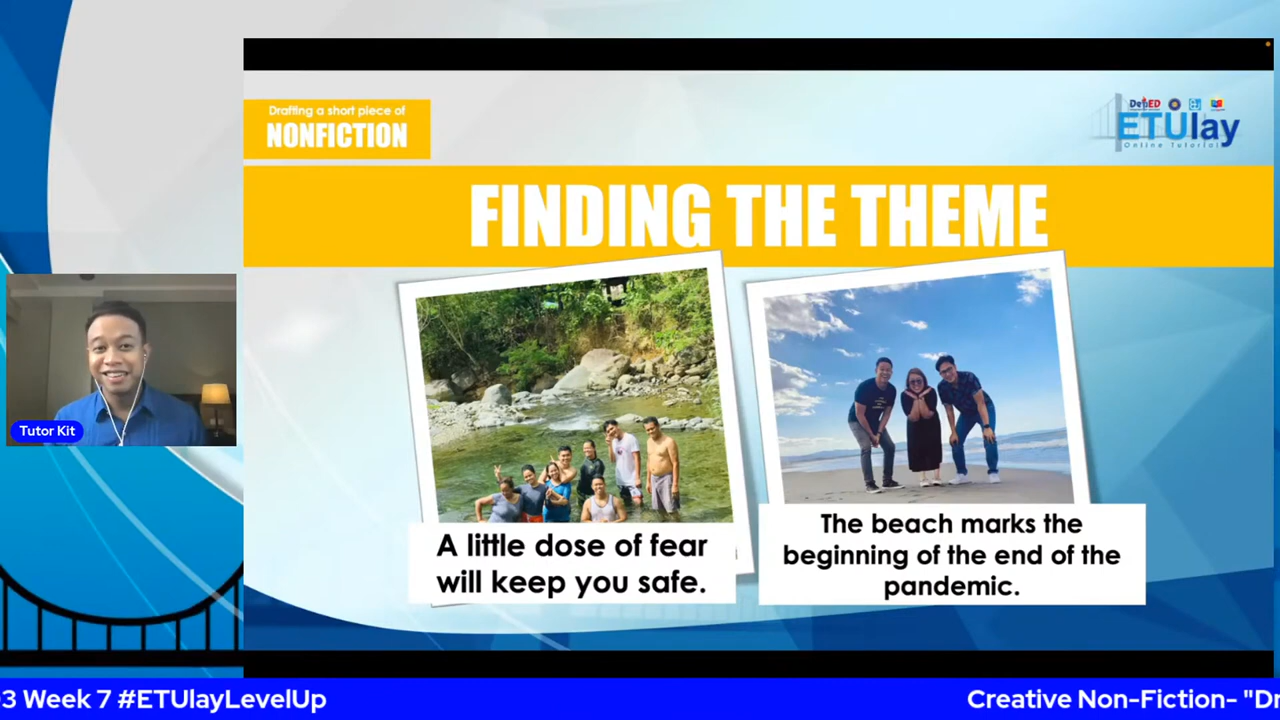 Drafting a short piece of
NONFICTION
DepED
ETUlay
Online Tutorial
FINDING THE THEME
Tutor Kit
A little dose of fear
will keep you safe.
The beach marks the
beginning of the end of the
pandemic.
3 Week 7 #ETUlayLevelUp
Creative Non-Fiction- "Dr